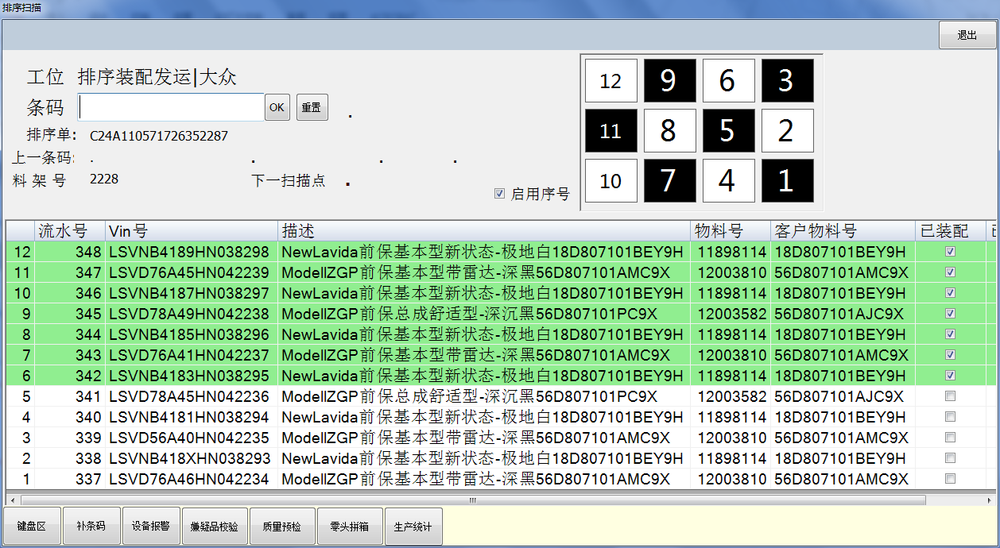 排序扫描
退出
工位 排序装配发运|大众
条码 OK 重置 .
排序单: C24A110571726352287
上一条码: . . . .
料 架 号 2228 下一扫描点 .
启用序号
12 9 6 3
11 8 5 2
10 7 4 1
流水号 Vin号 描述 物料号 客户物料号 已装配
12 348 LSVNB4189HN038298 NewLavida前保基本型新状态-极地白18D807101BEY9H 11898114 18D807101BEY9H
11 347 LSVD76A45HN042239 ModellZGP前保基本型带雷达-深黑56D807101AMC9X 12003810 56D807101AMC9X
10 346 LSVNB4187HN038297 NewLavida前保基本型新状态-极地白18D807101BEY9H 11898114 18D807101BEY9H
9 345 LSVD78A49HN042238 ModellZGP前保总成舒适型-深沉黑56D807101PC9X 12003582 56D807101AJC9X
8 344 LSVNB4185HN038296 NewLavida前保基本型新状态-极地白18D807101BEY9H 11898114 18D807101BEY9H
7 343 LSVD76A41HN042237 ModellZGP前保基本型带雷达-深黑56D807101AMC9X 12003810 56D807101AMC9X
6 342 LSVNB4183HN038295 NewLavida前保基本型新状态-极地白18D807101BEY9H 11898114 18D807101BEY9H
5 341 LSVD78A45HN042236 ModellZGP前保总成舒适型-深沉黑56D807101PC9X 12003582 56D807101AJC9X
4 340 LSVNB4181HN038294 NewLavida前保基本型新状态-极地白18D807101BEY9H 11898114 18D807101BEY9H
3 339 LSVD56A40HN042235 ModellZGP前保基本型带雷达-深黑56D807101AMC9X 12003810 56D807101AMC9X
2 338 LSVNB418XHN038293 NewLavida前保基本型新状态-极地白18D807101BEY9H 11898114 18D807101BEY9H
1 337 LSVD76A46HN042234 ModellZGP前保基本型带雷达-深黑56D807101AMC9X 12003810 56D807101AMC9X
键盘区 补条码 设备报警 嫌疑品校验 质量预检 零头拼箱 生产统计